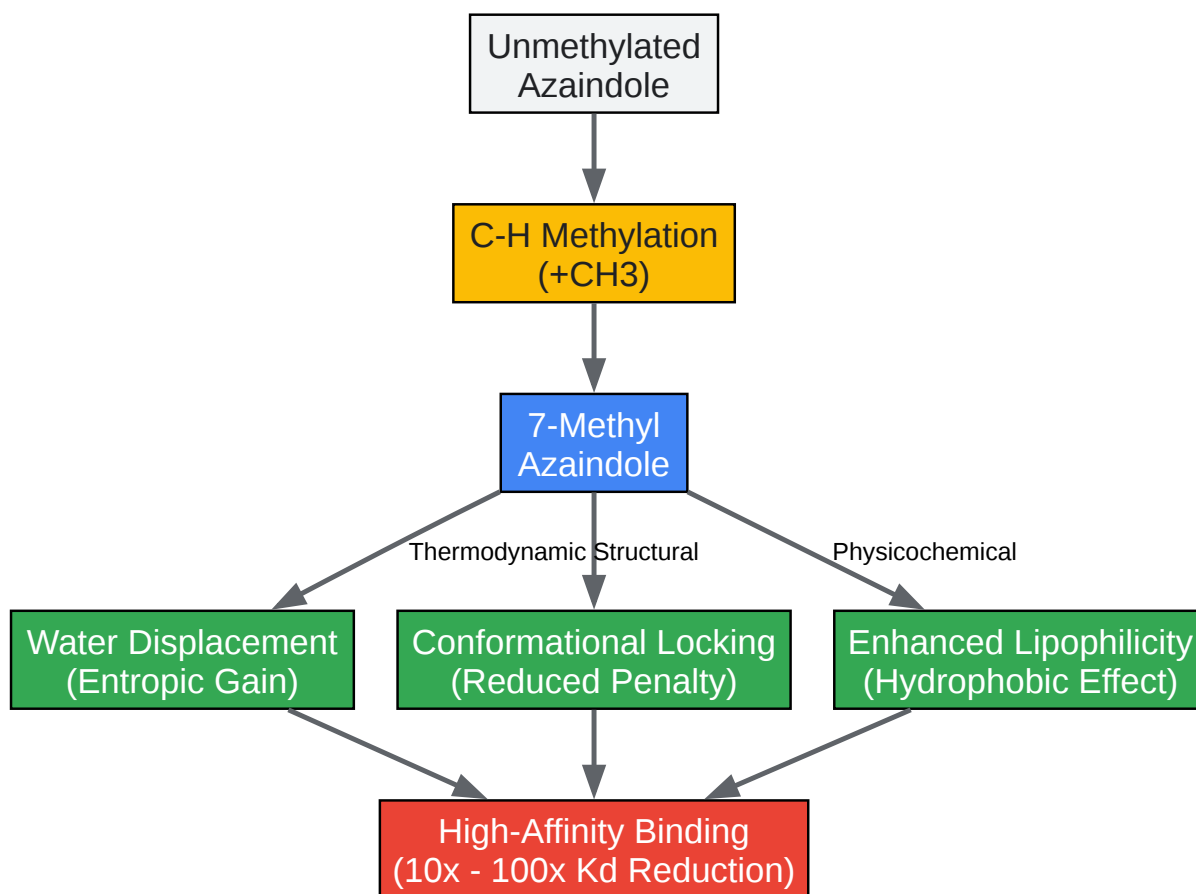 Unmethylated
Azaindole
C-H Methylation
(+CH3)
7-Methyl
Azaindole
Thermodynamic
Structural
Physicochemical
Water Displacement
(Entropic Gain)
Conformational Locking
(Reduced Penalty)
Enhanced Lipophilicity
(Hydrophobic Effect)
High-Affinity Binding
(10x - 100x Kd Reduction)